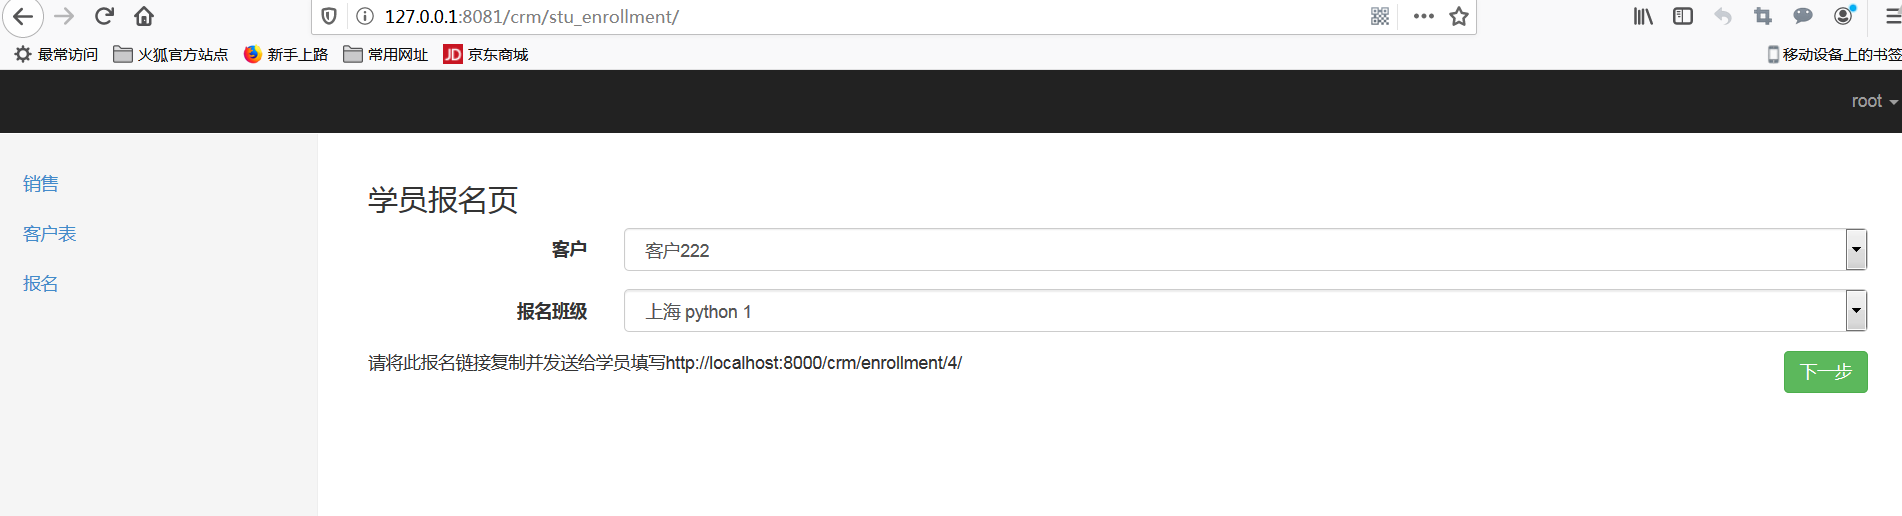 127.0.0.1:8081/crm/stu_enrollment/
最常访问 火狐官方站点 新手上路 常用网址 JD 京东商城 移动设备上的书签
root
销售
客户表
报名
学员报名页
客户 客户222
报名班级 上海 python 1
请将此报名链接复制并发送给学员填写http://localhost:8000/crm/enrollment/4/
下一步